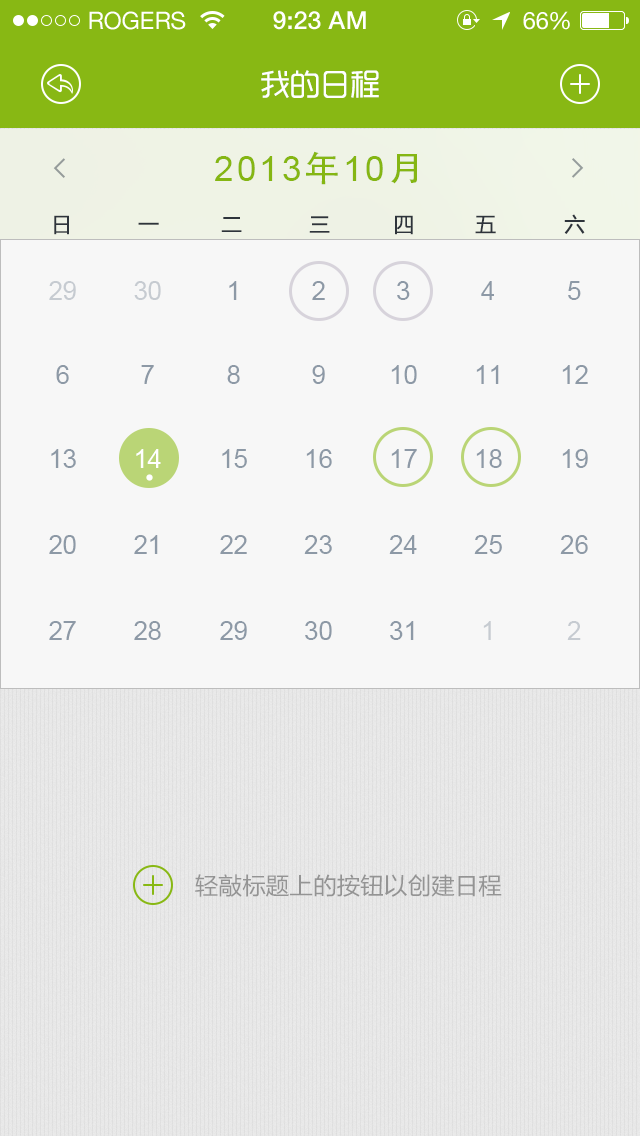 ROGERS 9:23 AM 66%
我的日程
2013年10月
日 一 二 三 四 五 六
29 30 1 2 3 4 5
6 7 8 9 10 11 12
13 14 15 16 17 18 19
20 21 22 23 24 25 26
27 28 29 30 31 1 2
轻敲标题上的按钮以创建日程